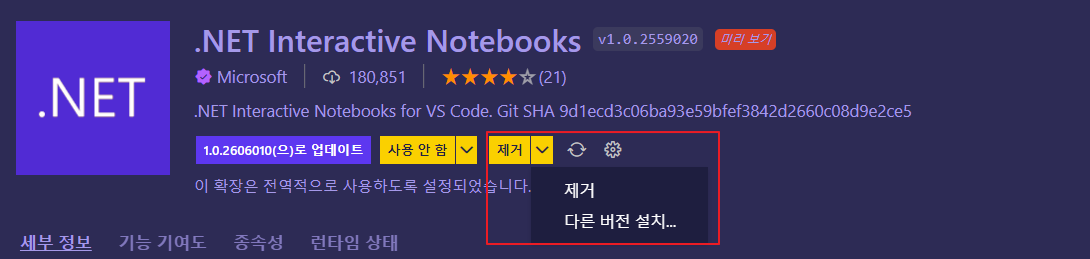 .NET
.NET Interactive Notebooks v1.0.2559020 미리 보기
Microsoft 180,851 (21)
.NET Interactive Notebooks for VS Code. Git SHA 9d1ecd3c06ba93e59bfef3842d2660c08d9e2ce5
1.0.2606010(으)로 업데이트 사용 안 함 제거
이 확장은 전역적으로 사용하도록 설정되었습니다.
제거
다른 버전 설치...
세부 정보 기능 기여도 종속성 런타임 상태